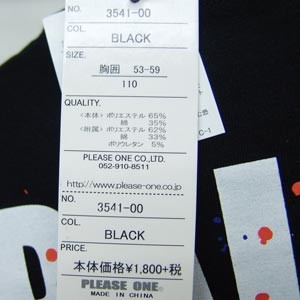 NO. 3541-00
COL. BLACK
SIZE.
胸囲 53-59
110
QUALITY.
<本体> ポリエステル 65%
綿 35%
<附属> ポリエステル 62%
綿 33%
ポリウレタン 5%
PLEASE ONE CO.,LTD.
052-910-8511
http://www.please-one.co.jp
NO. 3541-00
COL. BLACK
PRICE.
本体価格¥1,800+税
PLEASE ONE.
MADE IN CHINA